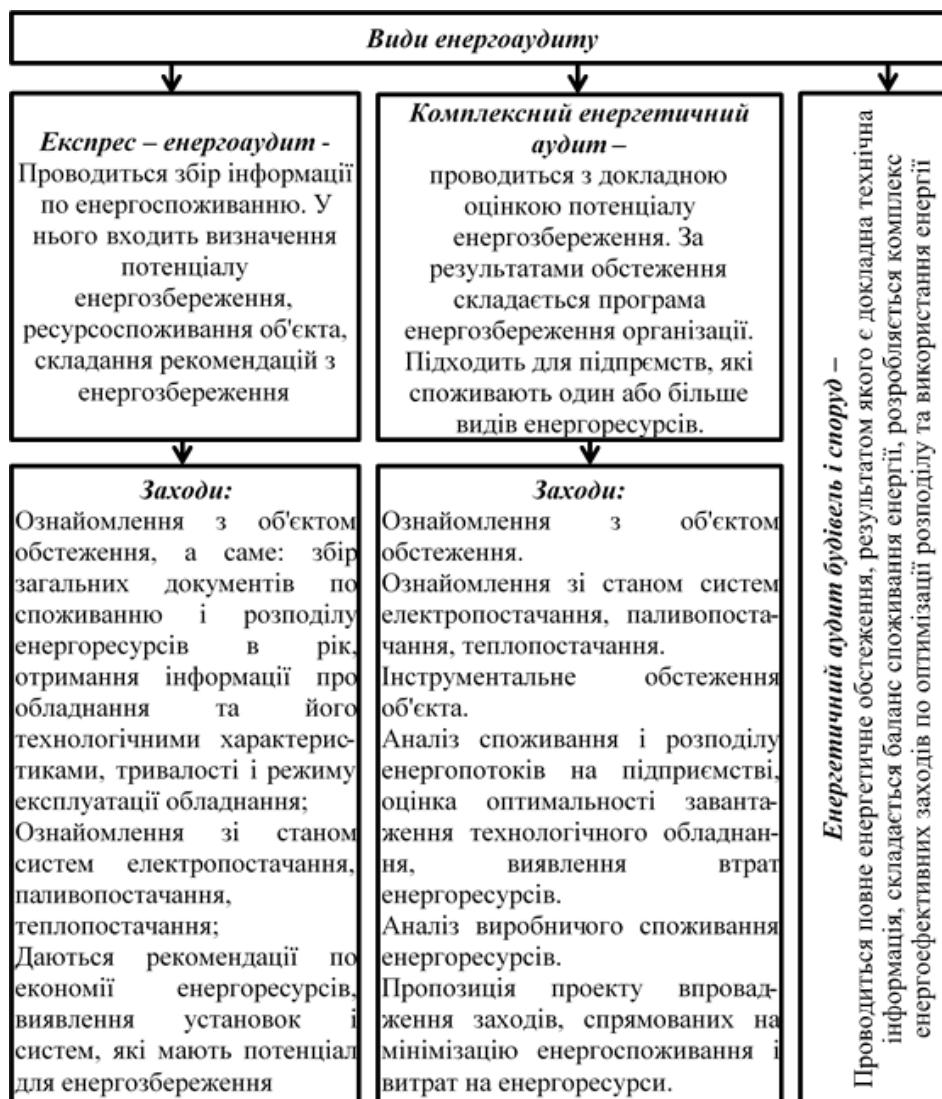 Види енергоаудиту
Експрес – енергоаудит -
Проводиться збір інформації
по енергоспоживанню. У
нього входить визначення
потенціалу
енергозбереження,
ресурсоспоживання об'єкта,
складання рекомендацій з
енергозбереження
Заходи:
Ознайомлення з об'єктом
обстеження, а саме: збір
загальних документів по
споживанню і розподілу
енергоресурсів в рік,
отримання інформації про
обладнання та його
технологічними характерис-
тиками, тривалості і режиму
експлуатації обладнання;
Ознайомлення зі станом
систем електропостачання,
паливопостачання,
теплопостачання;
Даються рекомендації по
економії енергоресурсів,
виявлення установок і
систем, які мають потенціал
для енергозбереження
Комплексний енергетичний
аудит –
проводиться з докладною
оцінкою потенціалу
енергозбереження. За
результатами обстеження
складається програма
енергозбереження організації.
Підходить для підпрємств, які
споживають один або більше
видів енергоресурсів.
Заходи:
Ознайомлення з об'єктом
обстеження.
Ознайомлення зі станом систем
електропостачання, паливопоста-
чання, теплопостачання.
Інструментальне обстеження
об'єкта.
Аналіз споживання і розподілу
енергопотоків на підприємстві,
оцінка оптимальності заванта-
ження технологічного обладнан-
ня, виявлення втрат
енергоресурсів.
Аналіз виробничого споживання
енергоресурсів.
Пропозиція проекту впровад-
ження заходів, спрямованих на
мінімізацію енергоспоживання і
витрат на енергоресурси.
Енергетичний аудит будівель і споруд –
Проводиться повне енергетичне обстеження, результатом якого є докладна технічна
інформація, складається баланс споживання енергії, розробляється комплекс
енергоефективних заходів по оптимізації розподілу та використання енергії